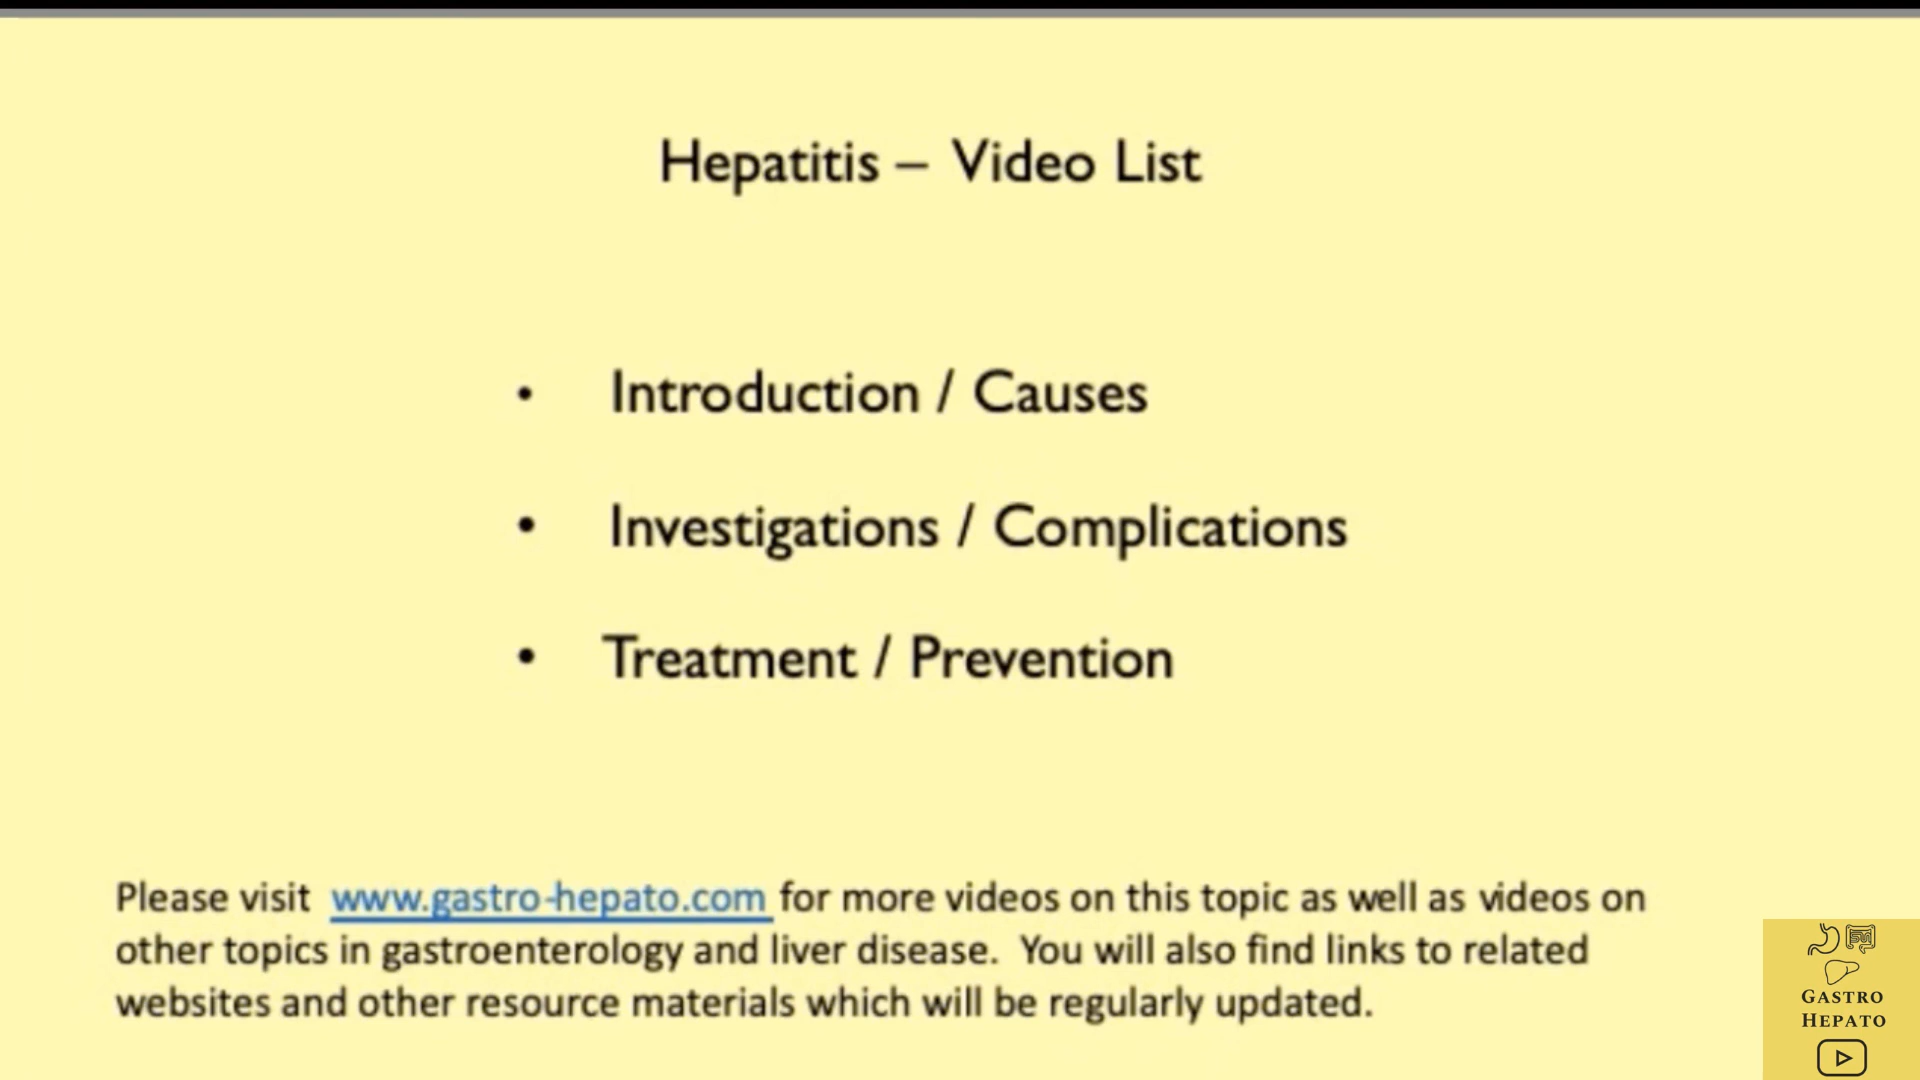 Hepatitis – Video List
• Introduction / Causes
• Investigations / Complications
• Treatment / Prevention
Please visit www.gastro-hepato.com for more videos on this topic as well as videos on
other topics in gastroenterology and liver disease. You will also find links to related
websites and other resource materials which will be regularly updated.
GASTRO
HEPATO